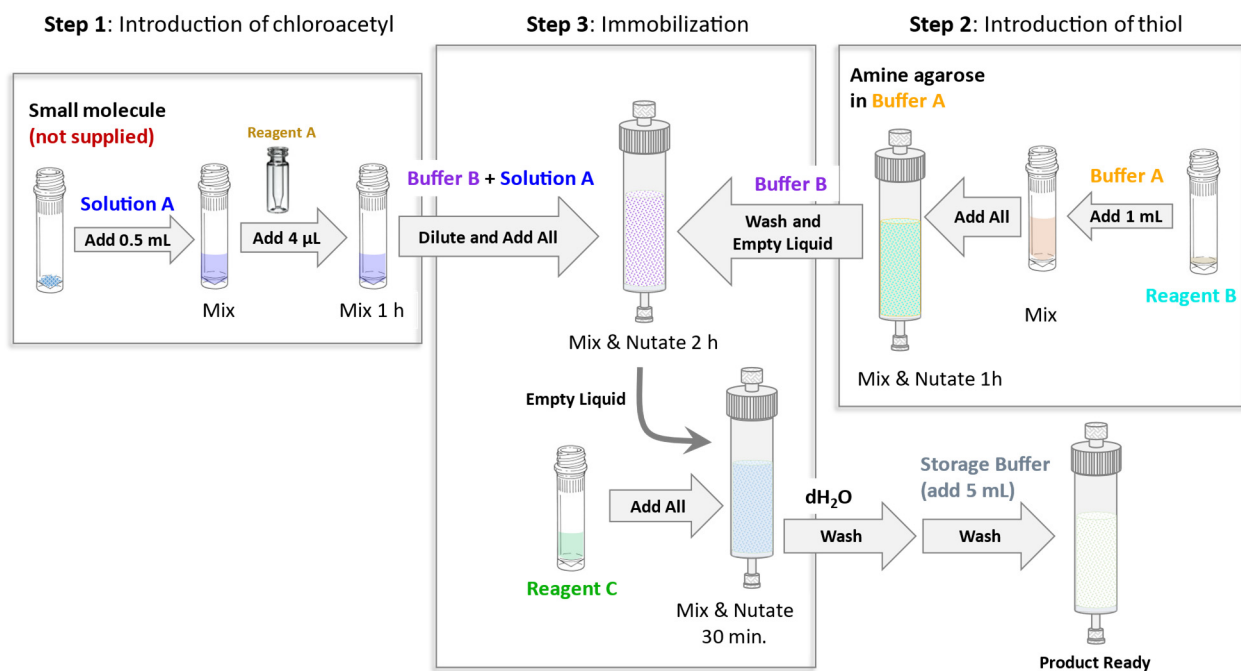 Step 1: Introduction of chloroacetyl
Small molecule
(not supplied)
Reagent A
Solution A
Add 0.5 mL
Add 4 µL
Mix
Mix 1 h
Step 3: Immobilization
Buffer B + Solution A
Dilute and Add All
Buffer B
Wash and
Empty Liquid
Mix & Nutate 2 h
Empty Liquid
Add All
Reagent C
Mix & Nutate
30 min.
Step 2: Introduction of thiol
Amine agarose
in Buffer A
Buffer A
Add All
Add 1 mL
Reagent B
Mix
Mix & Nutate 1h
dH₂O
Wash
Storage Buffer
(add 5 mL)
Wash
Product Ready